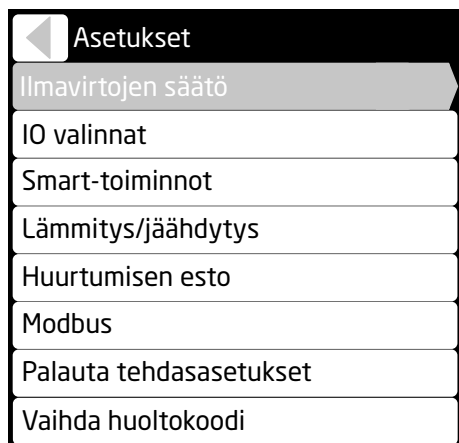 Asetukset
Ilmavirtojen säätö
IO valinnat
Smart-toiminnot
Lämmitys/jäähdytys
Huurtumisen esto
Modbus
Palauta tehdasasetukset
Vaihda huoltokoodi